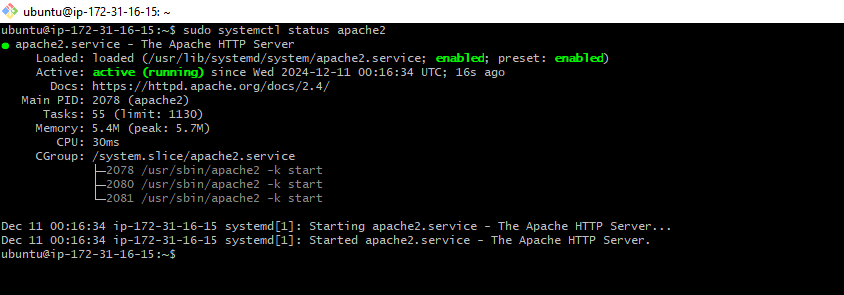 ubuntu@ip-172-31-16-15: ~
ubuntu@ip-172-31-16-15:~$ sudo systemctl status apache2
● apache2.service - The Apache HTTP Server
     Loaded: loaded (/usr/lib/systemd/system/apache2.service; enabled; preset: enabled)
     Active: active (running) since Wed 2024-12-11 00:16:34 UTC; 16s ago
       Docs: https://httpd.apache.org/docs/2.4/
   Main PID: 2078 (apache2)
      Tasks: 55 (limit: 1130)
     Memory: 5.4M (peak: 5.7M)
        CPU: 30ms
     CGroup: /system.slice/apache2.service
             ├─2078 /usr/sbin/apache2 -k start
             ├─2080 /usr/sbin/apache2 -k start
             └─2081 /usr/sbin/apache2 -k start
Dec 11 00:16:34 ip-172-31-16-15 systemd[1]: Starting apache2.service - The Apache HTTP Server...
Dec 11 00:16:34 ip-172-31-16-15 systemd[1]: Started apache2.service - The Apache HTTP Server.
ubuntu@ip-172-31-16-15:~$